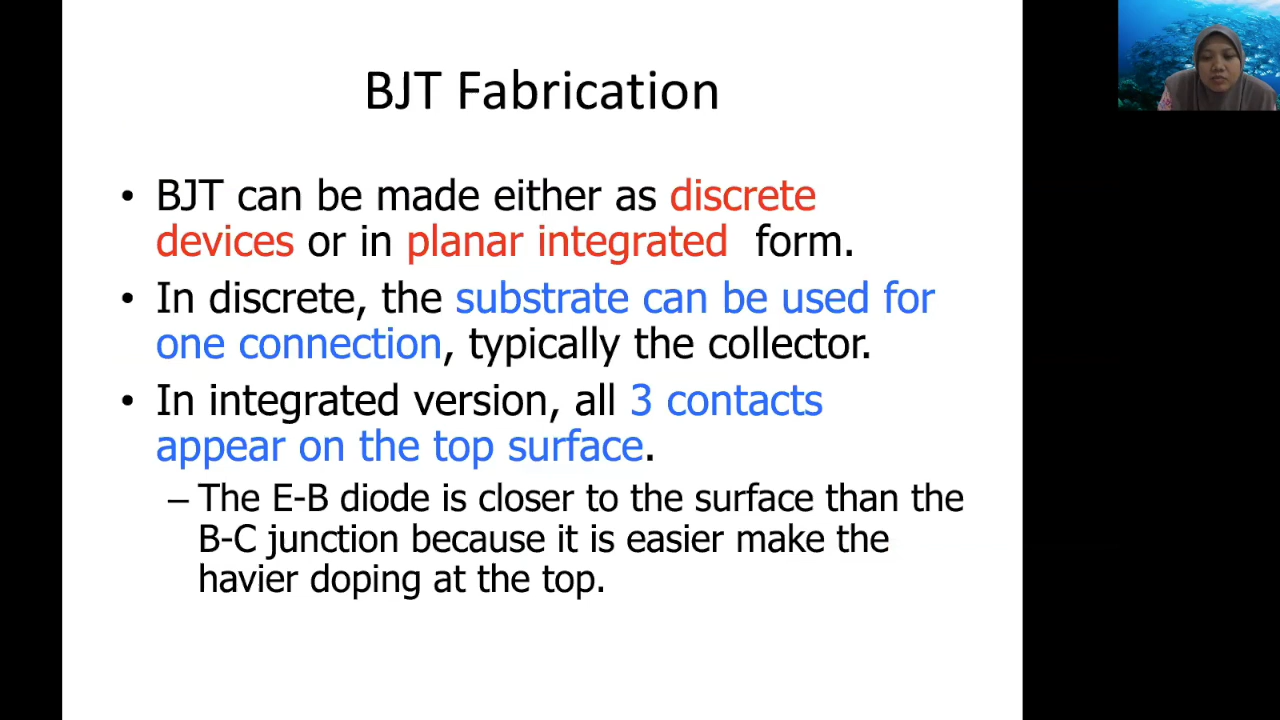 BJT Fabrication
• BJT can be made either as discrete
devices or in planar integrated form.
• In discrete, the substrate can be used for
one connection, typically the collector.
• In integrated version, all 3 contacts
appear on the top surface.
– The E-B diode is closer to the surface than the
B-C junction because it is easier make the
havier doping at the top.